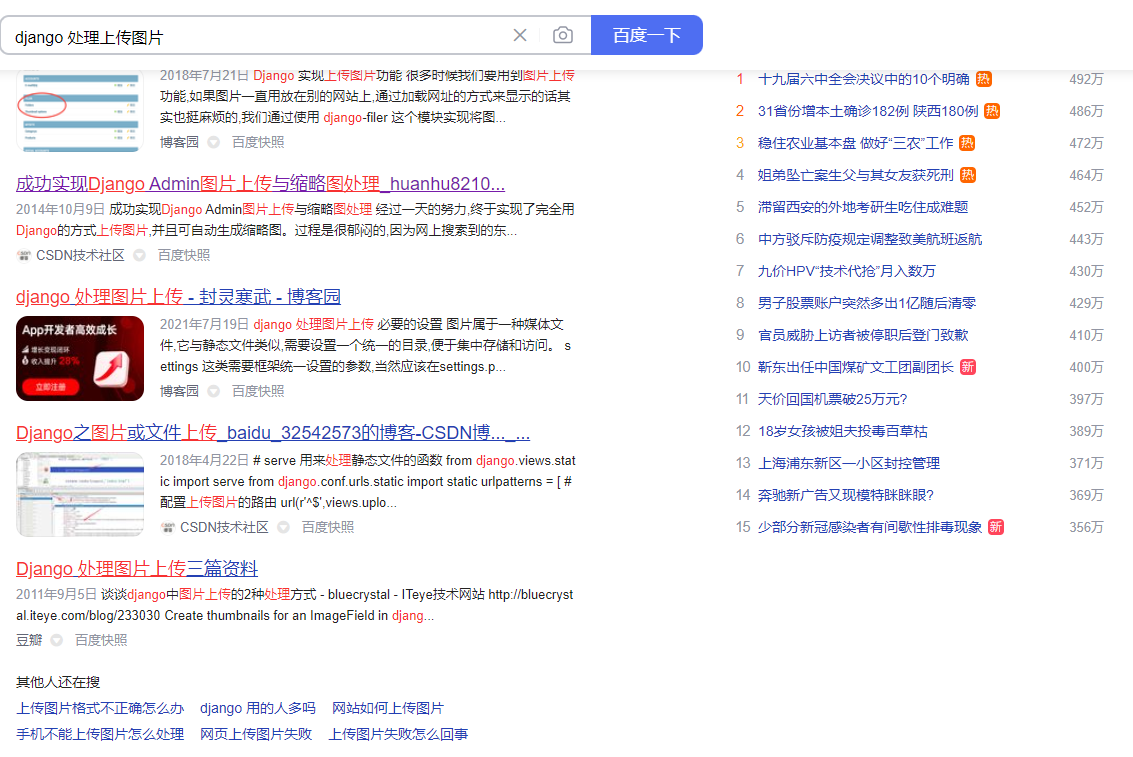 django 处理上传图片
百度一下
2018年7月21日 Django 实现上传图片功能 很多时候我们要用到图片上传
功能,如果图片一直用放在别的网站上,通过加载网址的方式来显示的话其
实也挺麻烦的,我们通过使用 django-filer 这个模块实现将图...
博客园 百度快照
成功实现Django Admin图片上传与缩略图处理_huanhu8210...
2014年10月9日 成功实现Django Admin图片上传与缩略图处理 经过一天的努力,终于实现了完全用
Django的方式上传图片,并且可自动生成缩略图。过程是很郁闷的,因为网上搜索到的东...
CSDN技术社区 百度快照
django 处理图片上传 - 封灵寒武 - 博客园
App开发者高效成长
增长变现闭环
收入提升 28%
立即注册
2021年7月19日 django 处理图片上传 必要的设置 图片属于一种媒体文
件,它与静态文件类似,需要设置一个统一的目录,便于集中存储和访问。 s
ettings 这类需要框架统一设置的参数,当然应该在settings.p...
博客园 百度快照
Django之图片或文件上传_baidu_32542573的博客-CSDN博..._...
2018年4月22日 # serve 用来处理静态文件的函数 from django.views.stat
ic import serve from django.conf.urls.static import static urlpatterns = [ #
配置上传图片的路由 url(r'^$',views.uplo...
CSDN技术社区 百度快照
Django 处理图片上传三篇资料
2011年9月5日 谈谈django中图片上传的2种处理方式 - bluecrystal - ITeye技术网站 http://bluecryst
al.iteye.com/blog/233030 Create thumbnails for an ImageField in djang...
豆瓣 百度快照
其他人还在搜
上传图片格式不正确怎么办 django 用的人多吗 网站如何上传图片
手机不能上传图片怎么处理 网页上传图片失败 上传图片失败怎么回事
1 十九届六中全会决议中的10个明确 热 492万
2 31省份增本土确诊182例 陕西180例 热 486万
3 稳住农业基本盘 做好“三农”工作 热 472万
4 姐弟坠亡案生父与其女友获死刑 热 464万
5 滞留西安的外地考研生吃住成难题 452万
6 中方驳斥防疫规定调整致美航班返航 443万
7 九价HPV“技术代抢”月入数万 430万
8 男子股票账户突然多出1亿随后清零 429万
9 官员威胁上访者被停职后登门致歉 410万
10 靳东出任中国煤矿文工团副团长 新 400万
11 天价回国机票破25万元? 397万
12 18岁女孩被姐夫投毒百草枯 389万
13 上海浦东新区一小区封控管理 371万
14 奔驰新广告又现模特眯眯眼? 369万
15 少部分新冠感染者有间歇性排毒现象 新 356万